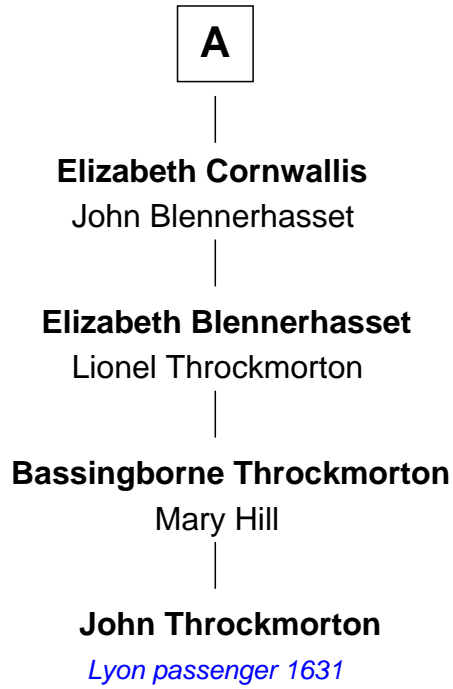 A
Elizabeth Cornwallis
John Blennerhasset
Elizabeth Blennerhasset
Lionel Throckmorton
Bassingborne Throckmorton
Mary Hill
John Throckmorton
Lyon passenger 1631